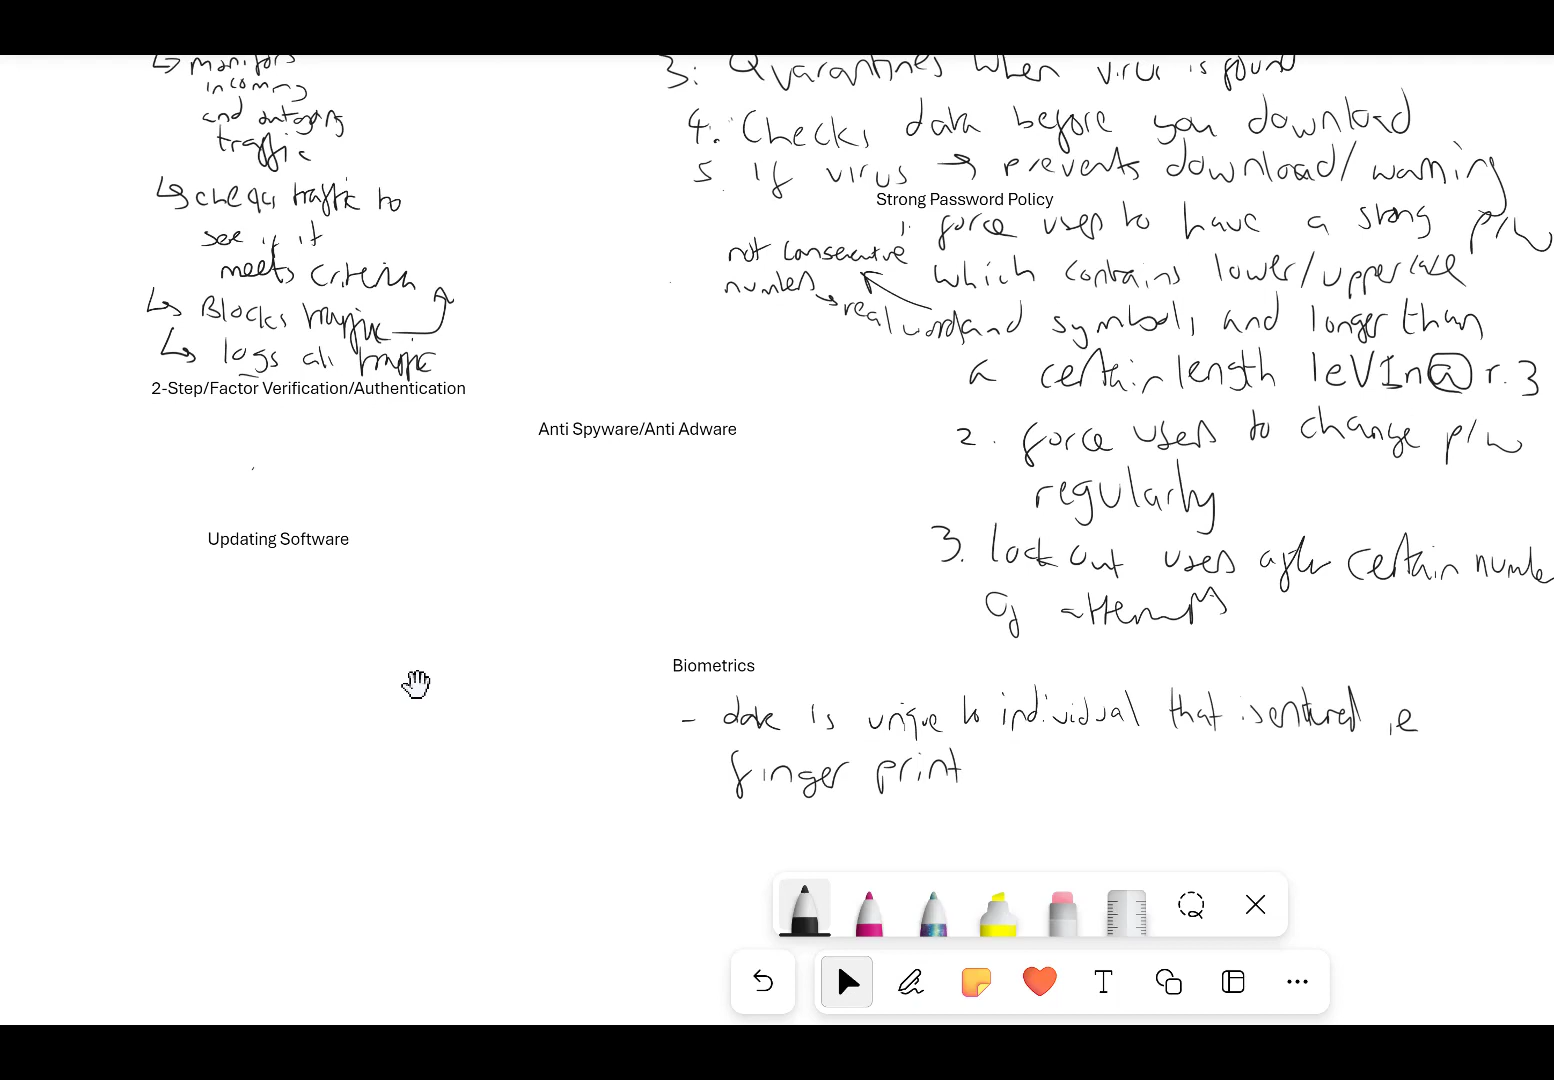 ↳ monitors
incoming
and outgoing
traffic
↳ checks traffic to
see if it
meets criteria
↳ Blocks traffic
↳ logs all traffic
2-Step/Factor Verification/Authentication
Anti Spyware/Anti Adware
Updating Software
3: Quarantines when virus is found
4. Checks data before you download
5 If virus → prevents download/warning
Strong Password Policy
1. force users to have a strong p/w
which contains lower/uppercase
and symbols and longer than
a certain length leVIn@r.3
not consecutive
numbers → real words
2. force users to change p/w
regularly
3. lock out users after certain number
of attempts
Biometrics
- data is unique to individual that is entered ie
finger print